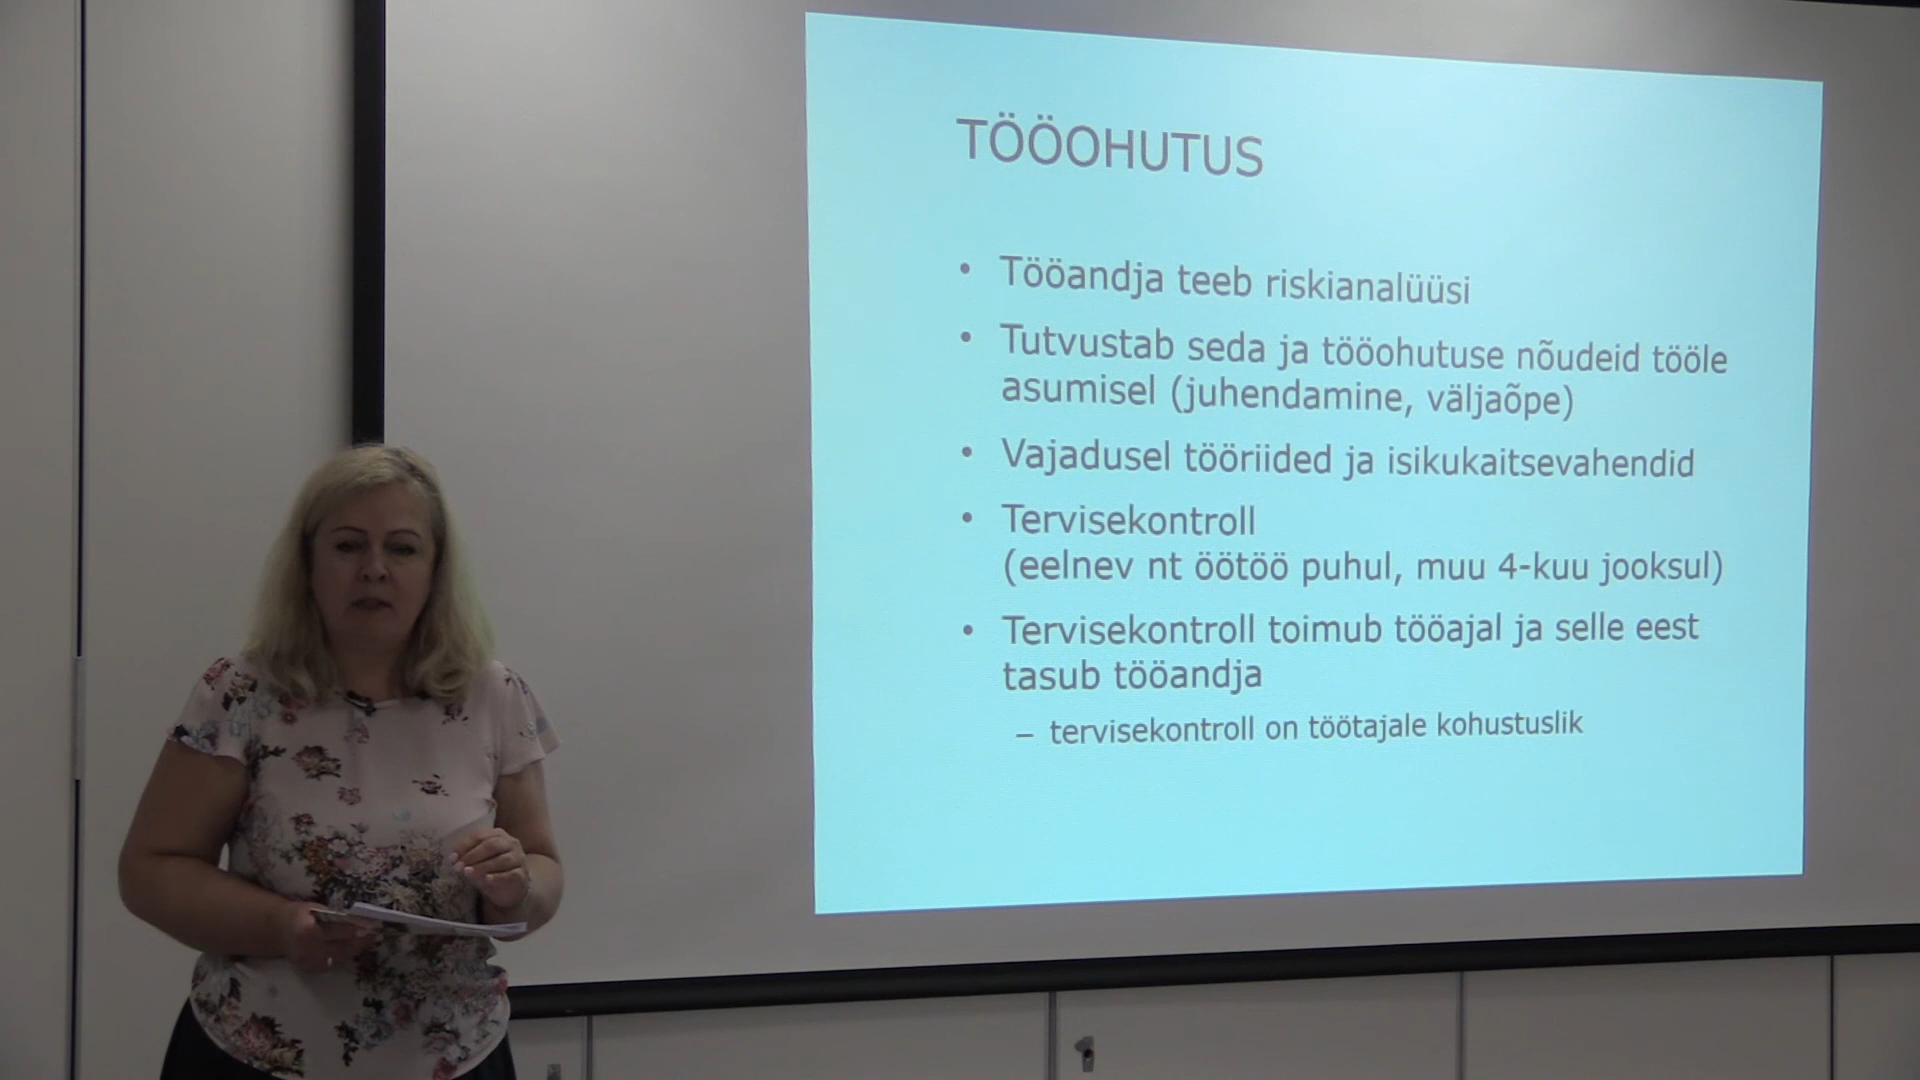 TÖÖOHUTUS
• Tööandja teeb riskianalüüsi
• Tutvustab seda ja tööohutuse nõudeid tööle
asumisel (juhendamine, väljaõpe)
• Vajadusel tööriided ja isikukaitsevahendid
• Tervisekontroll
(eelnev nt öötöö puhul, muu 4-kuu jooksul)
• Tervisekontroll toimub tööajal ja selle eest
tasub tööandja
– tervisekontroll on töötajale kohustuslik